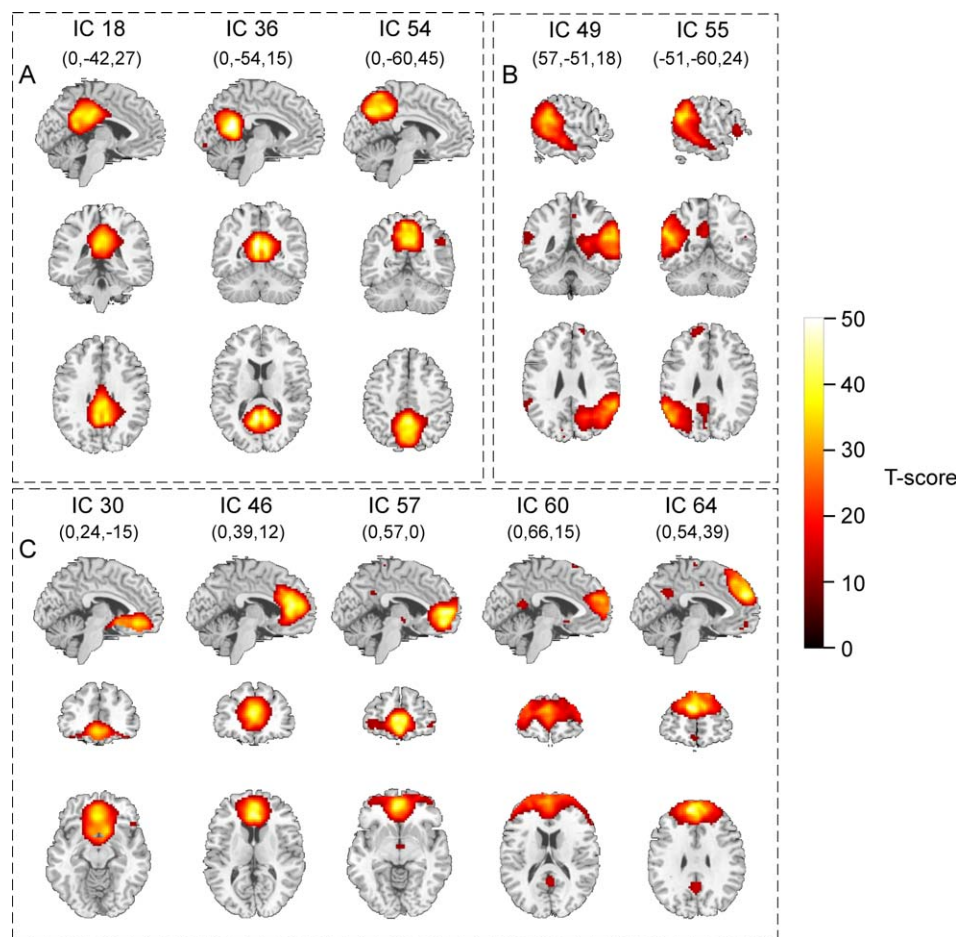 IC 18 IC 36 IC 54
(0,-42,27) (0,-54,15) (0,-60,45)
A
IC 49 IC 55
(57,-51,18) (-51,-60,24)
B
50
40
30
20
10
0
T-score
IC 30 IC 46 IC 57 IC 60 IC 64
(0,24,-15) (0,39,12) (0,57,0) (0,66,15) (0,54,39)
C